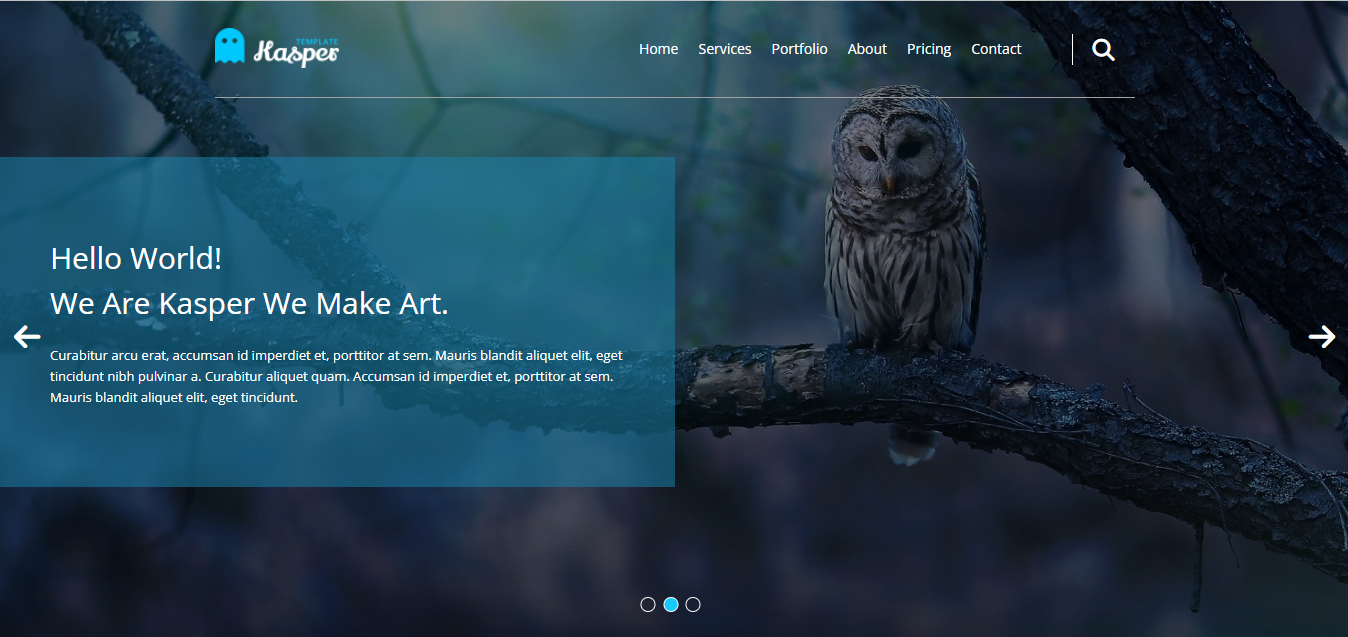 TEMPLATE
Kasper
Home Services Portfolio About Pricing Contact
Hello World!
We Are Kasper We Make Art.
Curabitur arcu erat, accumsan id imperdiet et, porttitor at sem. Mauris blandit aliquet elit, eget
tincidunt nibh pulvinar a. Curabitur aliquet quam. Accumsan id imperdiet et, porttitor at sem.
Mauris blandit aliquet elit, eget tincidunt.